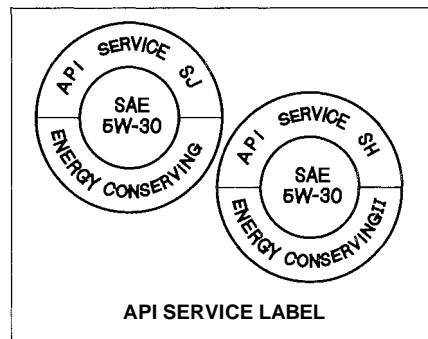 API SERVICE SJ
SAE
5W-30
ENERGY CONSERVING
API SERVICE SH
SAE
5W-30
ENERGY CONSERVING II
API SERVICE LABEL